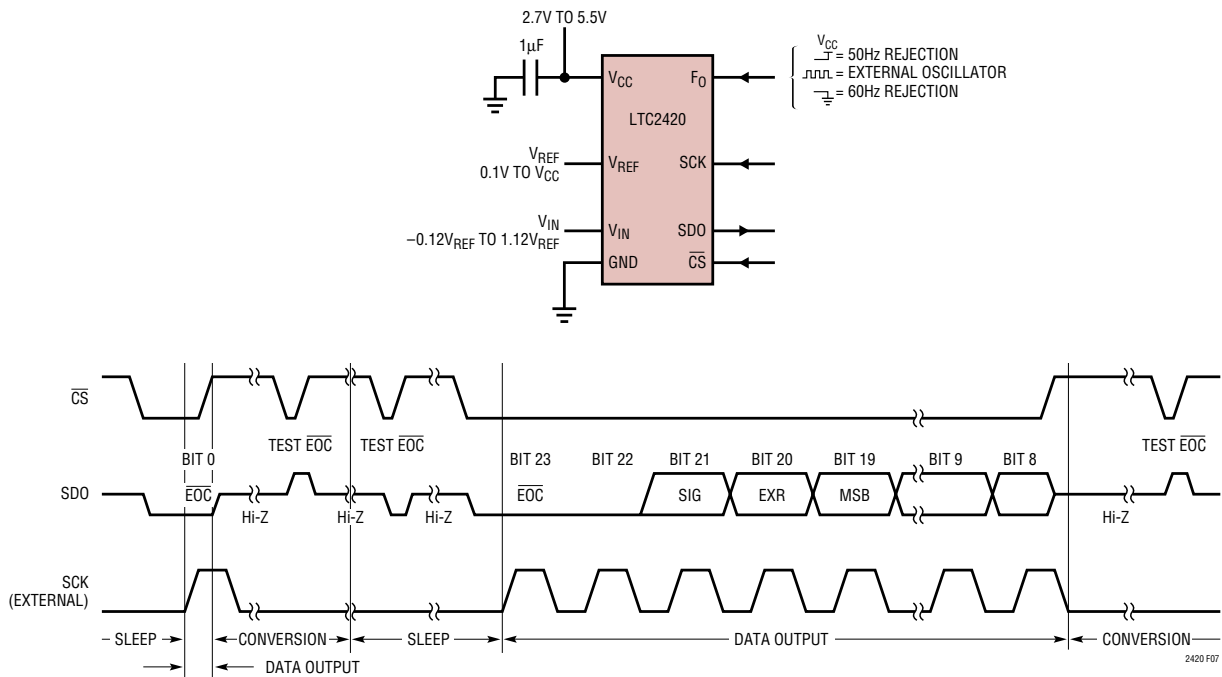 2.7V TO 5.5V
1µF
VCC
FO
LTC2420
VCC
= 50Hz REJECTION
= EXTERNAL OSCILLATOR
= 60Hz REJECTION
VREF
0.1V TO VCC
VREF
SCK
VIN
–0.12VREF TO 1.12VREF
VIN
SDO
GND
CS
CS
TEST EOC
TEST EOC
TEST EOC
BIT 0
BIT 23
BIT 22
BIT 21
BIT 20
BIT 19
BIT 9
BIT 8
SDO
EOC
EOC
SIG
EXR
MSB
Hi-Z
Hi-Z
Hi-Z
Hi-Z
SCK
(EXTERNAL)
SLEEP
CONVERSION
SLEEP
DATA OUTPUT
CONVERSION
DATA OUTPUT
2420 F07